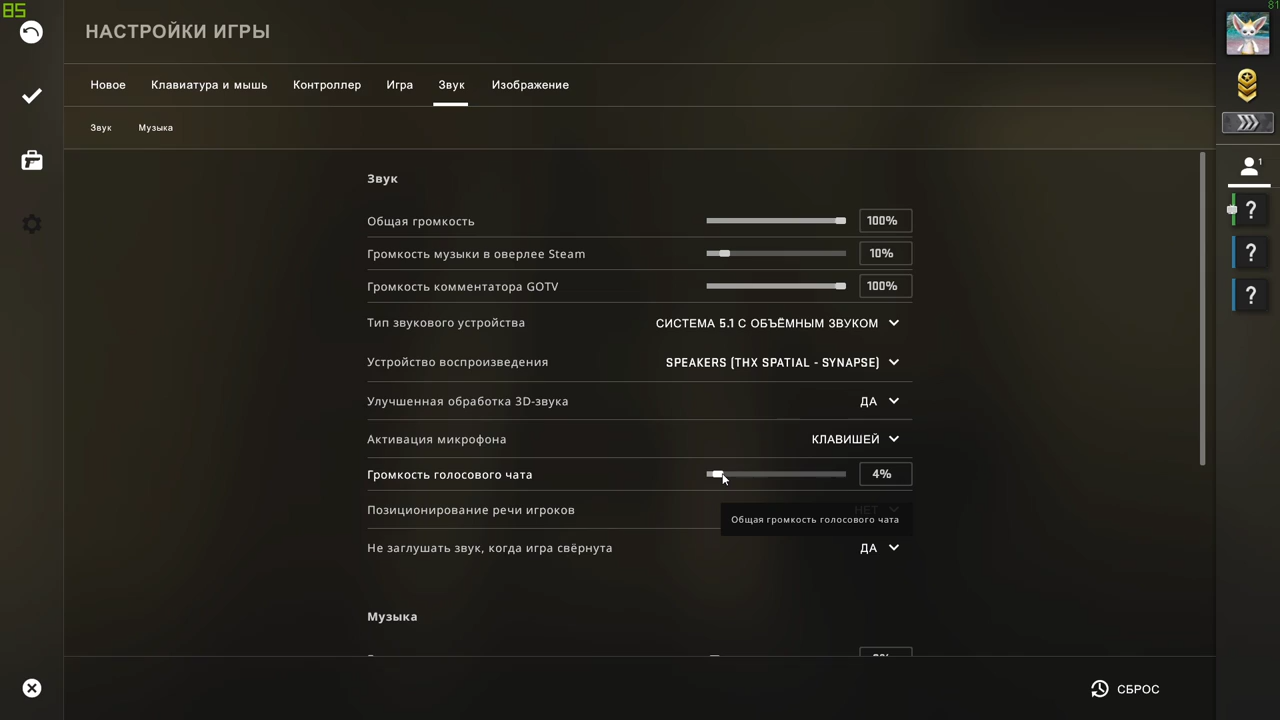 85
81
НАСТРОЙКИ ИГРЫ
Новое Клавиатура и мышь Контроллер Игра Звук Изображение
Звук Музыка
1
Звук
Общая громкость 100%
Громкость музыки в оверлее Steam 10%
Громкость комментатора GOTV 100%
Тип звукового устройства СИСТЕМА 5.1 С ОБЪЁМНЫМ ЗВУКОМ
Устройство воспроизведения SPEAKERS (THX SPATIAL - SYNAPSE)
Улучшенная обработка 3D-звука ДА
Активация микрофона КЛАВИШЕЙ
Громкость голосового чата 4%
Позиционирование речи игроков НЕТ
Общая громкость голосового чата
Не заглушать звук, когда игра свёрнута ДА
Музыка
СБРОС
? 
?
?